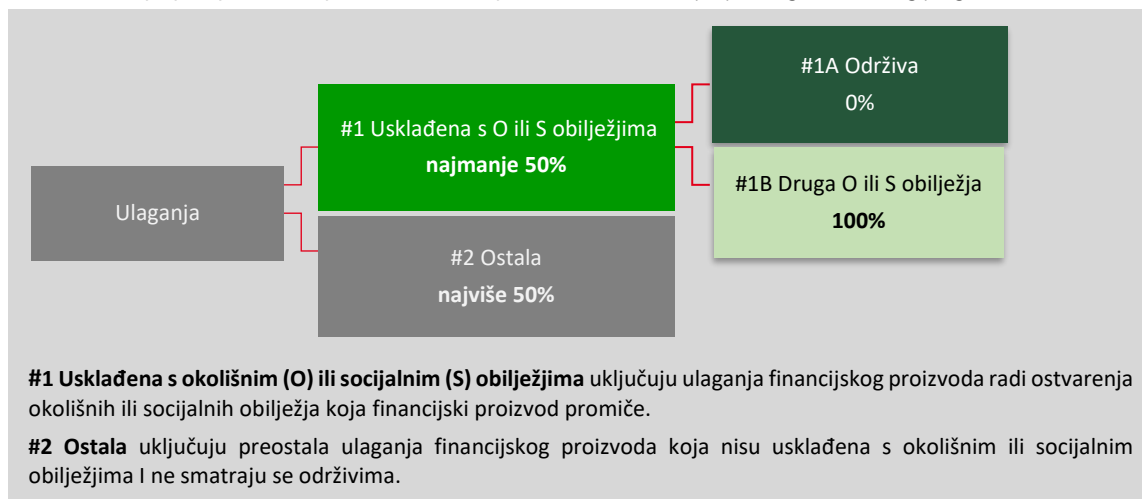 #1A Održiva
0%
#1 Usklađena s O ili S obilježjima
najmanje 50%
#1B Druga O ili S obilježja
100%
Ulaganja
#2 Ostala
najviše 50%
#1 Usklađena s okolišnim (O) ili socijalnim (S) obilježjima uključuju ulaganja financijskog proizvoda radi ostvarenja
okolišnih ili socijalnih obilježja koja financijski proizvod promiče.
#2 Ostala uključuju preostala ulaganja financijskog proizvoda koja nisu usklađena s okolišnim ili socijalnim
obilježjima I ne smatraju se održivima.